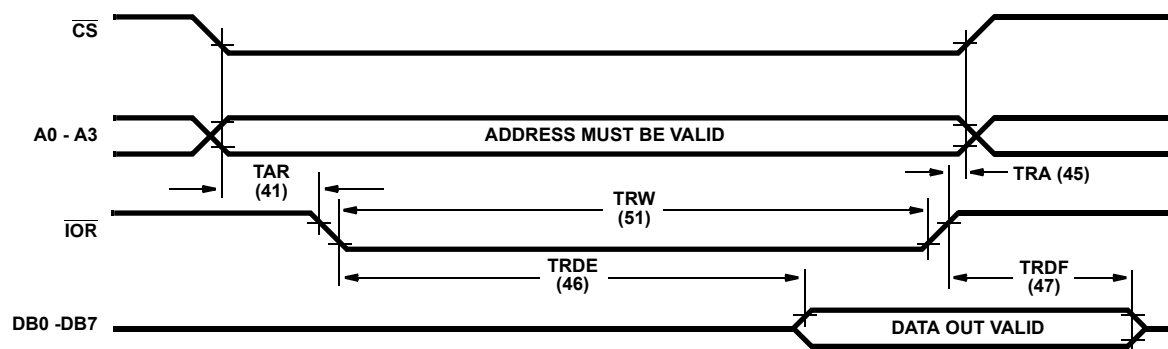 CS
A0 - A3
ADDRESS MUST BE VALID
TAR
(41)
TRA (45)
IOR
TRW
(51)
TRDE
(46)
TRDF
(47)
DB0 -DB7
DATA OUT VALID